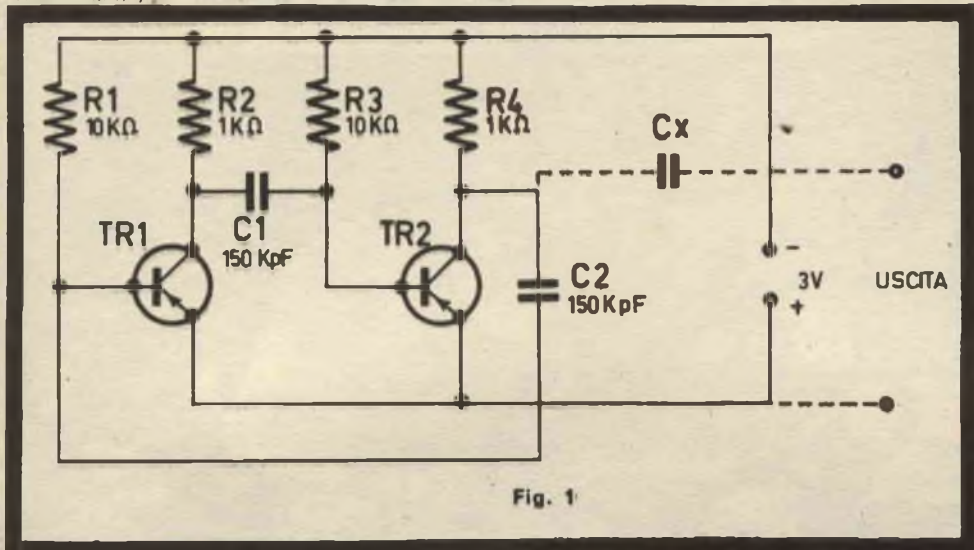 R1
10KΩ
R2
1KΩ
R3
10KΩ
R4
1KΩ
Cx
TR1
C1
150 KpF
TR2
C2
150KpF
-
3V
+
USCITA
Fig. 1